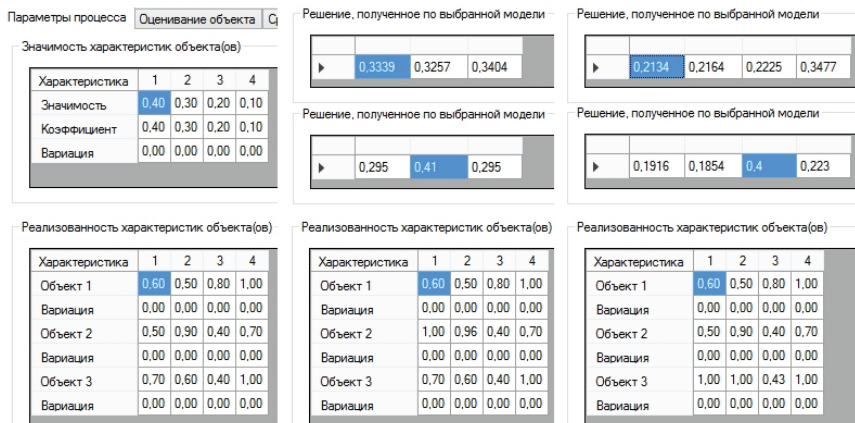 Параметры процесса Оценивание объекта С
Значимость характеристик объекта(ов)
Характеристика 1 2 3 4
Значимость 0,40 0,30 0,20 0,10
Коэффициент 0,40 0,30 0,20 0,10
Вариация 0,00 0,00 0,00 0,00
Решение, полученное по выбранной модели
0,3339 0,3257 0,3404
Решение, полученное по выбранной модели
0,295 0,41 0,295
Решение, полученное по выбранной модели
0,2134 0,2164 0,2225 0,3477
Решение, полученное по выбранной модели
0,1916 0,1854 0,4 0,223
Реализованность характеристик объекта(ов)
Характеристика 1 2 3 4
Объект 1 0,60 0,50 0,80 1,00
Вариация 0,00 0,00 0,00 0,00
Объект 2 0,50 0,90 0,40 0,70
Вариация 0,00 0,00 0,00 0,00
Объект 3 0,70 0,60 0,40 1,00
Вариация 0,00 0,00 0,00 0,00
Реализованность характеристик объекта(ов)
Характеристика 1 2 3 4
Объект 1 0,60 0,50 0,80 1,00
Вариация 0,00 0,00 0,00 0,00
Объект 2 1,00 0,96 0,40 0,70
Вариация 0,00 0,00 0,00 0,00
Объект 3 0,70 0,60 0,40 1,00
Вариация 0,00 0,00 0,00 0,00
Реализованность характеристик объекта(ов)
Характеристика 1 2 3 4
Объект 1 0,60 0,50 0,80 1,00
Вариация 0,00 0,00 0,00 0,00
Объект 2 0,50 0,90 0,40 0,70
Вариация 0,00 0,00 0,00 0,00
Объект 3 1,00 1,00 0,43 1,00
Вариация 0,00 0,00 0,00 0,00